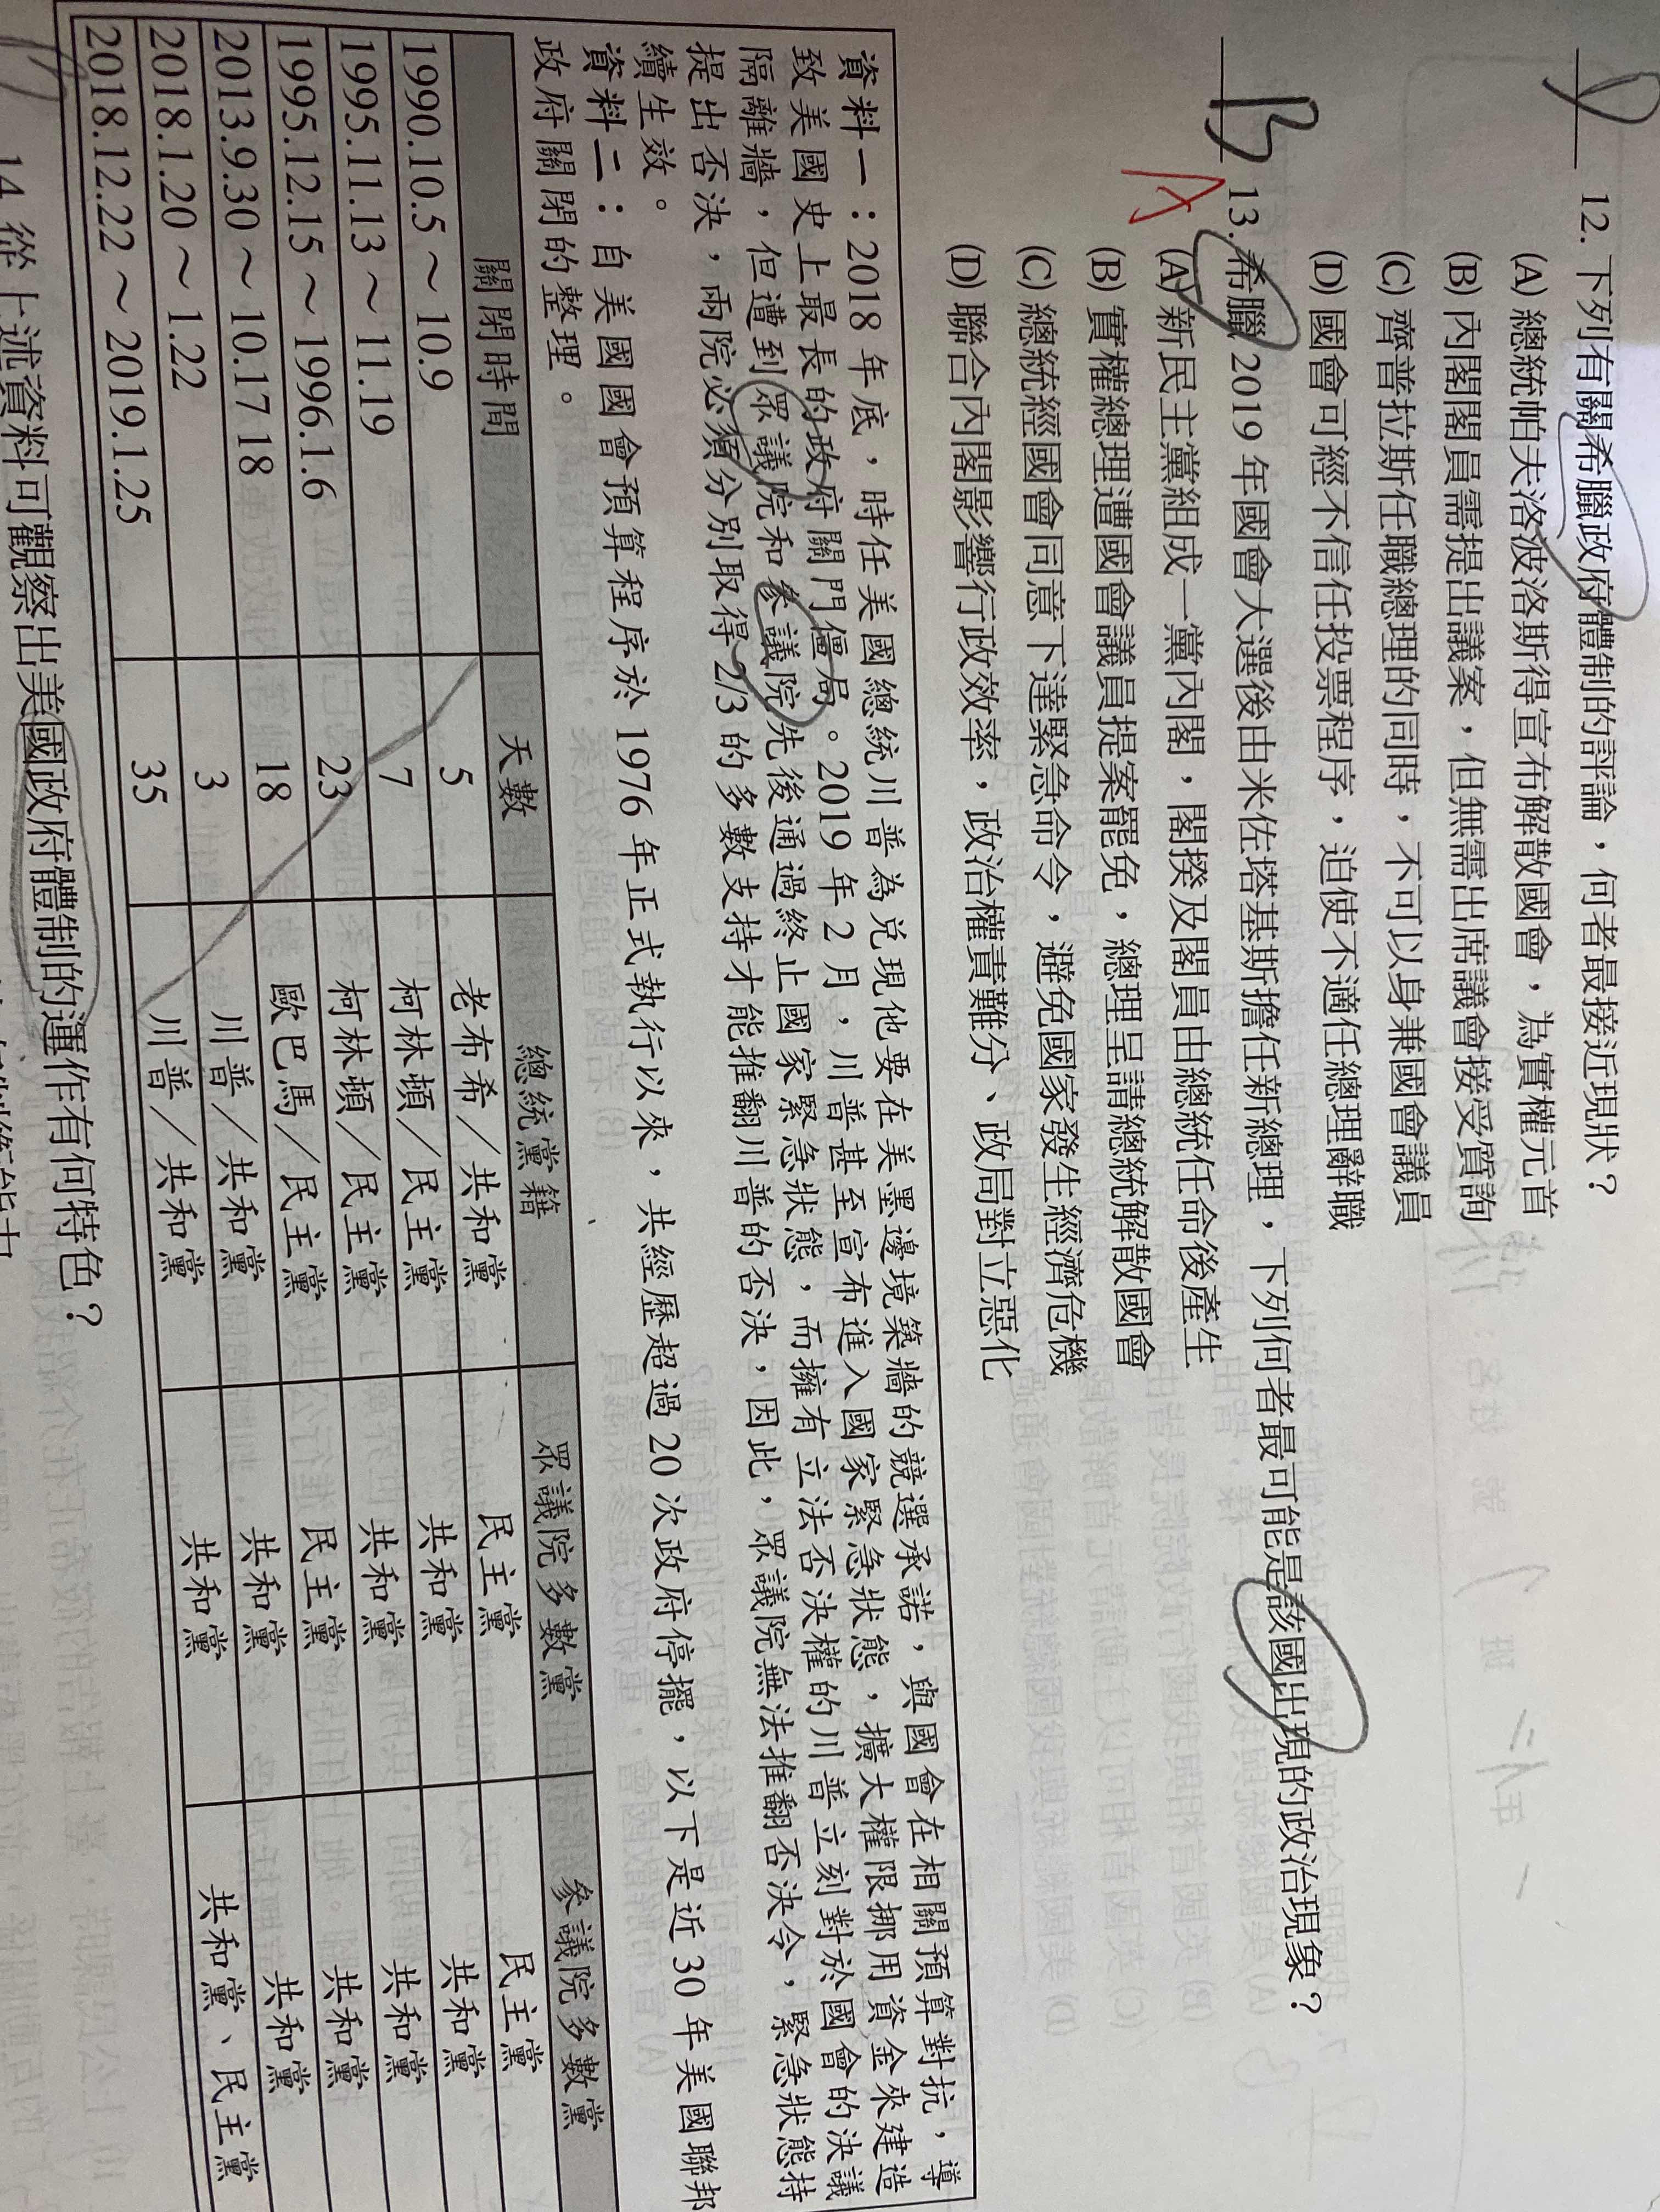 D 12. 下列有關希臘政府體制的評論，何者最接近現狀？
(A) 總統帕夫洛波洛斯得宣布解散國會，為實權元首
(B) 內閣閣員需提出議案，但無需出席議會接受質詢
(C) 齊普拉斯任職總理的同時，不可以身兼國會議員
(D) 國會可經不信任投票程序，迫使不適任總理辭職
B 13. 希臘 2019 年國會大選後由米佐塔基斯擔任新總理，下列何者最可能是該國出現的政治現象？
A
(A) 新民主黨組成一黨內閣，閣揆及閣員由總統任命後產生
(B) 實權總理遭國會議員提案罷免，總理呈請總統解散國會
(C) 總統經國會同意下達緊急命令，避免國家發生經濟危機
(D) 聯合內閣影響行政效率，政治權責難分、政局對立惡化
資料一：2018 年底，時任美國總統川普為兌現他要在美墨邊境築牆的競選承諾，與國會在相關預算對抗，導
致美國史上最長的政府關門僵局。2019 年 2 月，川普甚至宣布進入國家緊急狀態，擴大權限挪用資金來建造
隔離牆，但遭到眾議院和參議院先後通過終止國家緊急狀態，而擁有立法否決權的川普立刻對於國會的決議
提出否決，兩院必須分別取得 2/3 的多數支持才能推翻川普的否決，因此，眾議院無法推翻否決令，緊急狀態持
續生效。
資料二：自美國國會預算程序於 1976 年正式執行以來，共經歷超過 20 次政府停擺，以下是近 30 年美國聯邦
政府關閉的整理。
關閉時間 天數 總統黨籍 眾議院多數黨 參議院多數黨
1990.10.5～10.9 5 老布希／共和黨 民主黨 民主黨
1995.11.13～11.19 7 柯林頓／民主黨 共和黨 共和黨
1995.12.15～1996.1.6 23 柯林頓／民主黨 共和黨 共和黨
2013.9.30～10.17 18 18 歐巴馬／民主黨 民主黨 共和黨
2018.1.20～1.22 3 川普／共和黨 共和黨 共和黨
2018.12.22～2019.1.25 35 川普／共和黨 共和黨 共和黨、民主黨
14. 從上述資料可觀察出美國政府體制的運作有何特色？